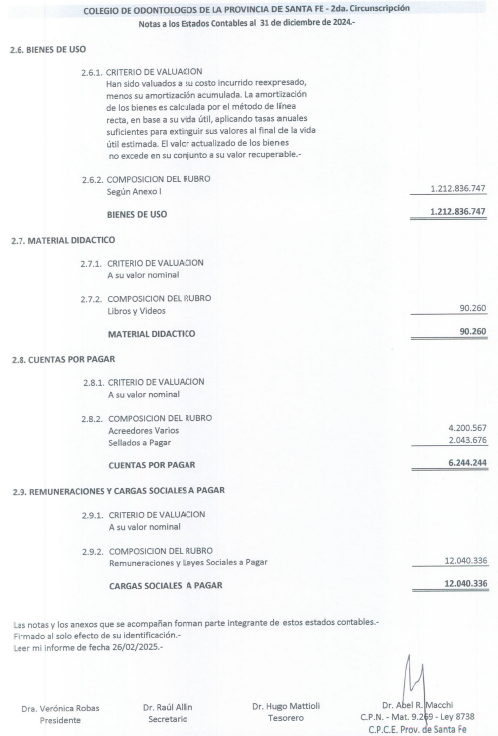 COLEGIO DE ODONTOLOGOS DE LA PROVINCIA DE SANTA FE - 2da. Circunscripción
Notas a los Estados Contables al 31 de diciembre de 2024.-
2.6. BIENES DE USO
2.6.1. CRITERIO DE VALUACION
Han sido valuados a su costo incurrido reexpresado,
menos su amortización acumulada. La amortización
de los bienes es calculada por el método de línea
recta, en base a su vida útil, aplicando tasas anuales
suficientes para extinguir sus valores al final de la vida
útil estimada. El valor actualizado de los bienes
no excede en su conjunto a su valor recuperable.-
2.6.2. COMPOSICION DEL RUBRO
Según Anexo I 1.212.836.747
BIENES DE USO 1.212.836.747
2.7. MATERIAL DIDACTICO
2.7.1. CRITERIO DE VALUACION
A su valor nominal
2.7.2. COMPOSICION DEL RUBRO
Libros y Videos 90.260
MATERIAL DIDACTICO 90.260
2.8. CUENTAS POR PAGAR
2.8.1. CRITERIO DE VALUACION
A su valor nominal
2.8.2. COMPOSICION DEL RUBRO
Acreedores Varios 4.200.567
Sellados a Pagar 2.043.676
CUENTAS POR PAGAR 6.244.244
2.9. REMUNERACIONES Y CARGAS SOCIALES A PAGAR
2.9.1. CRITERIO DE VALUACION
A su valor nominal
2.9.2. COMPOSICION DEL RUBRO
Remuneraciones y Leyes Sociales a Pagar 12.040.336
CARGAS SOCIALES A PAGAR 12.040.336
Las notas y los anexos que se acompañan forman parte integrante de estos estados contables.-
Firmado al solo efecto de su identificación.-
Leer mi informe de fecha 26/02/2025.-
Dra. Verónica Robas Dr. Raúl Allin Dr. Hugo Mattioli Dr. Abel R. Macchi
Presidente Secretario Tesorero C.P.N. - Mat. 9.269 - Ley 8738
C.P.C.E. Prov. de Santa Fe